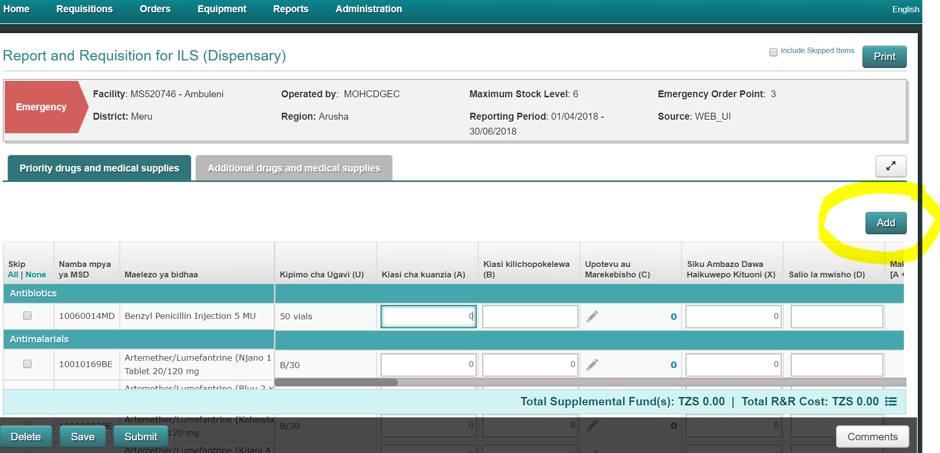 Home Requisitions Orders Equipment Reports Administration English
Report and Requisition for ILS (Dispensary)
Include Skipped Items
Print
Emergency
Facility: MS520746 - Ambuleni
Operated by: MOHCDGEC
Maximum Stock Level: 6
Emergency Order Point: 3
District: Meru
Region: Arusha
Reporting Period: 01/04/2018 -
30/06/2018
Source: WEB_UI
Priority drugs and medical supplies
Additional drugs and medical supplies
Add
Skip
All | None
Namba mpya
ya MSD
Maelezo ya bidhaa
Kipimo cha Ugavi (U)
Kiasi cha kuanzia (A)
Kiasi kilichopokelewa
(B)
Upotevu au
Marekebisho (C)
Siku Ambazo Dawa
Haikuwepo Kituoni (X)
Salio la mwisho (D)
[A +
Antibiotics
10060014MD Benzyl Penicillin Injection 5 MU 50 vials 0 0 0
Antimalarials
10010169BE
Artemether/Lumefantrine (Njano 1
Tablet 20/120 mg
B/30 0 0 0 0
Artemether/Lumefantrine (Bluu 2 x
Total Supplemental Fund(s): TZS 0.00 | Total R&R Cost: TZS 0.00
Artemether/Lumefantrine (Kahawia
/120 mg
B/30 0 0 0 0
Artemether/Lumefantrine (Kijani 4
Delete Save Submit Comments